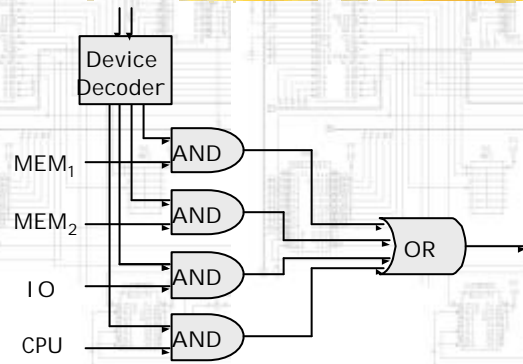 Device
Decoder
AND
MEM₁
AND
MEM₂
OR
AND
IO
AND
CPU